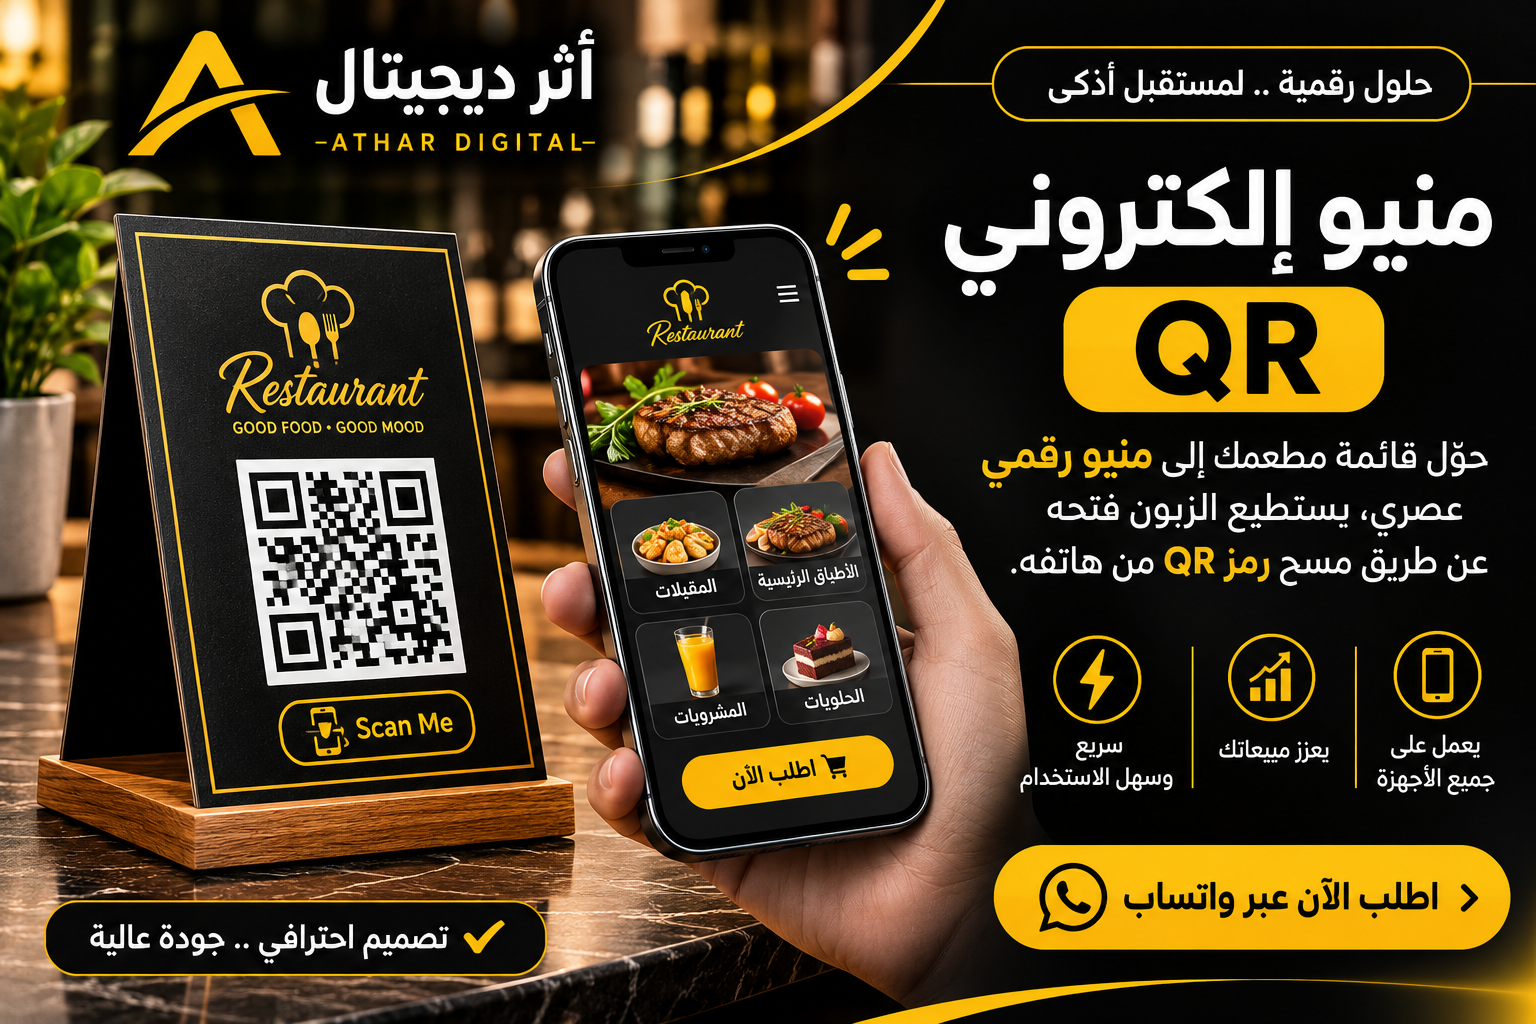 أثر ديجيتال
ATHAR DIGITAL
حلول رقمية .. لمستقبل أذكى
منيو إلكتروني
QR
حوّل قائمة مطعمك إلى منيو رقمي
عصري، يستطيع الزبون فتحه
عن طريق مسح رمز QR من هاتفه.
يعمل على
جميع الأجهزة
يعزز مبيعاتك
سريع
وسهل الاستخدام
اطلب الآن عبر واتساب
Restaurant
GOOD FOOD • GOOD MOOD
Scan Me
Restaurant
الأطباق الرئيسية
المقبلات
الحلويات
المشروبات
اطلب الأن
تصميم احترافي .. جودة عالية